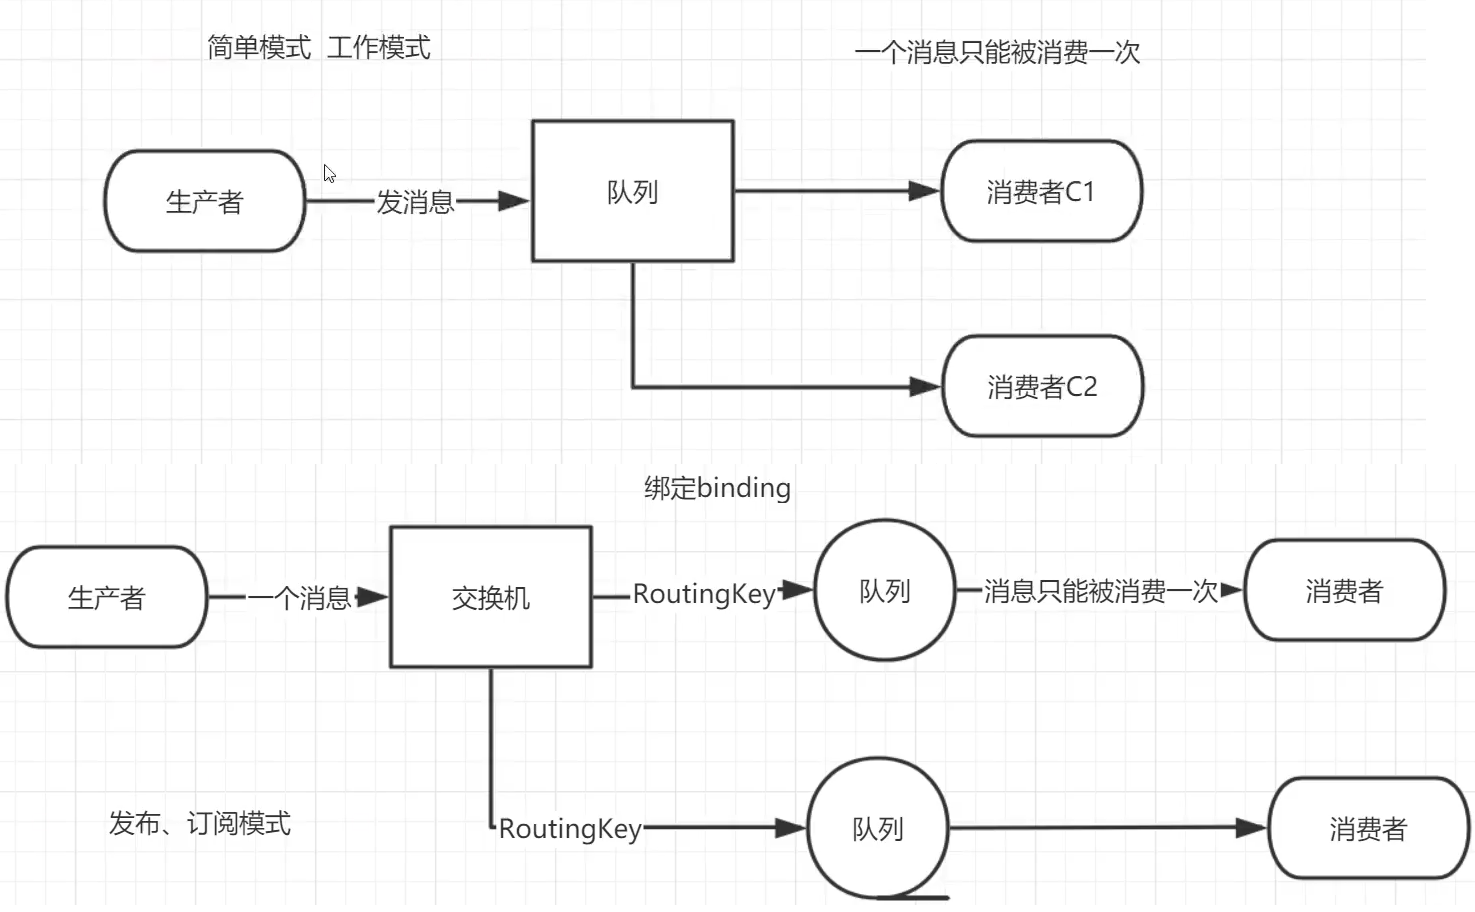 简单模式 工作模式
一个消息只能被消费一次
生产者
发消息
队列
消费者C1
消费者C2
绑定binding
生产者
一个消息
交换机
RoutingKey
队列
消息只能被消费一次
消费者
发布、订阅模式
RoutingKey
队列
消费者